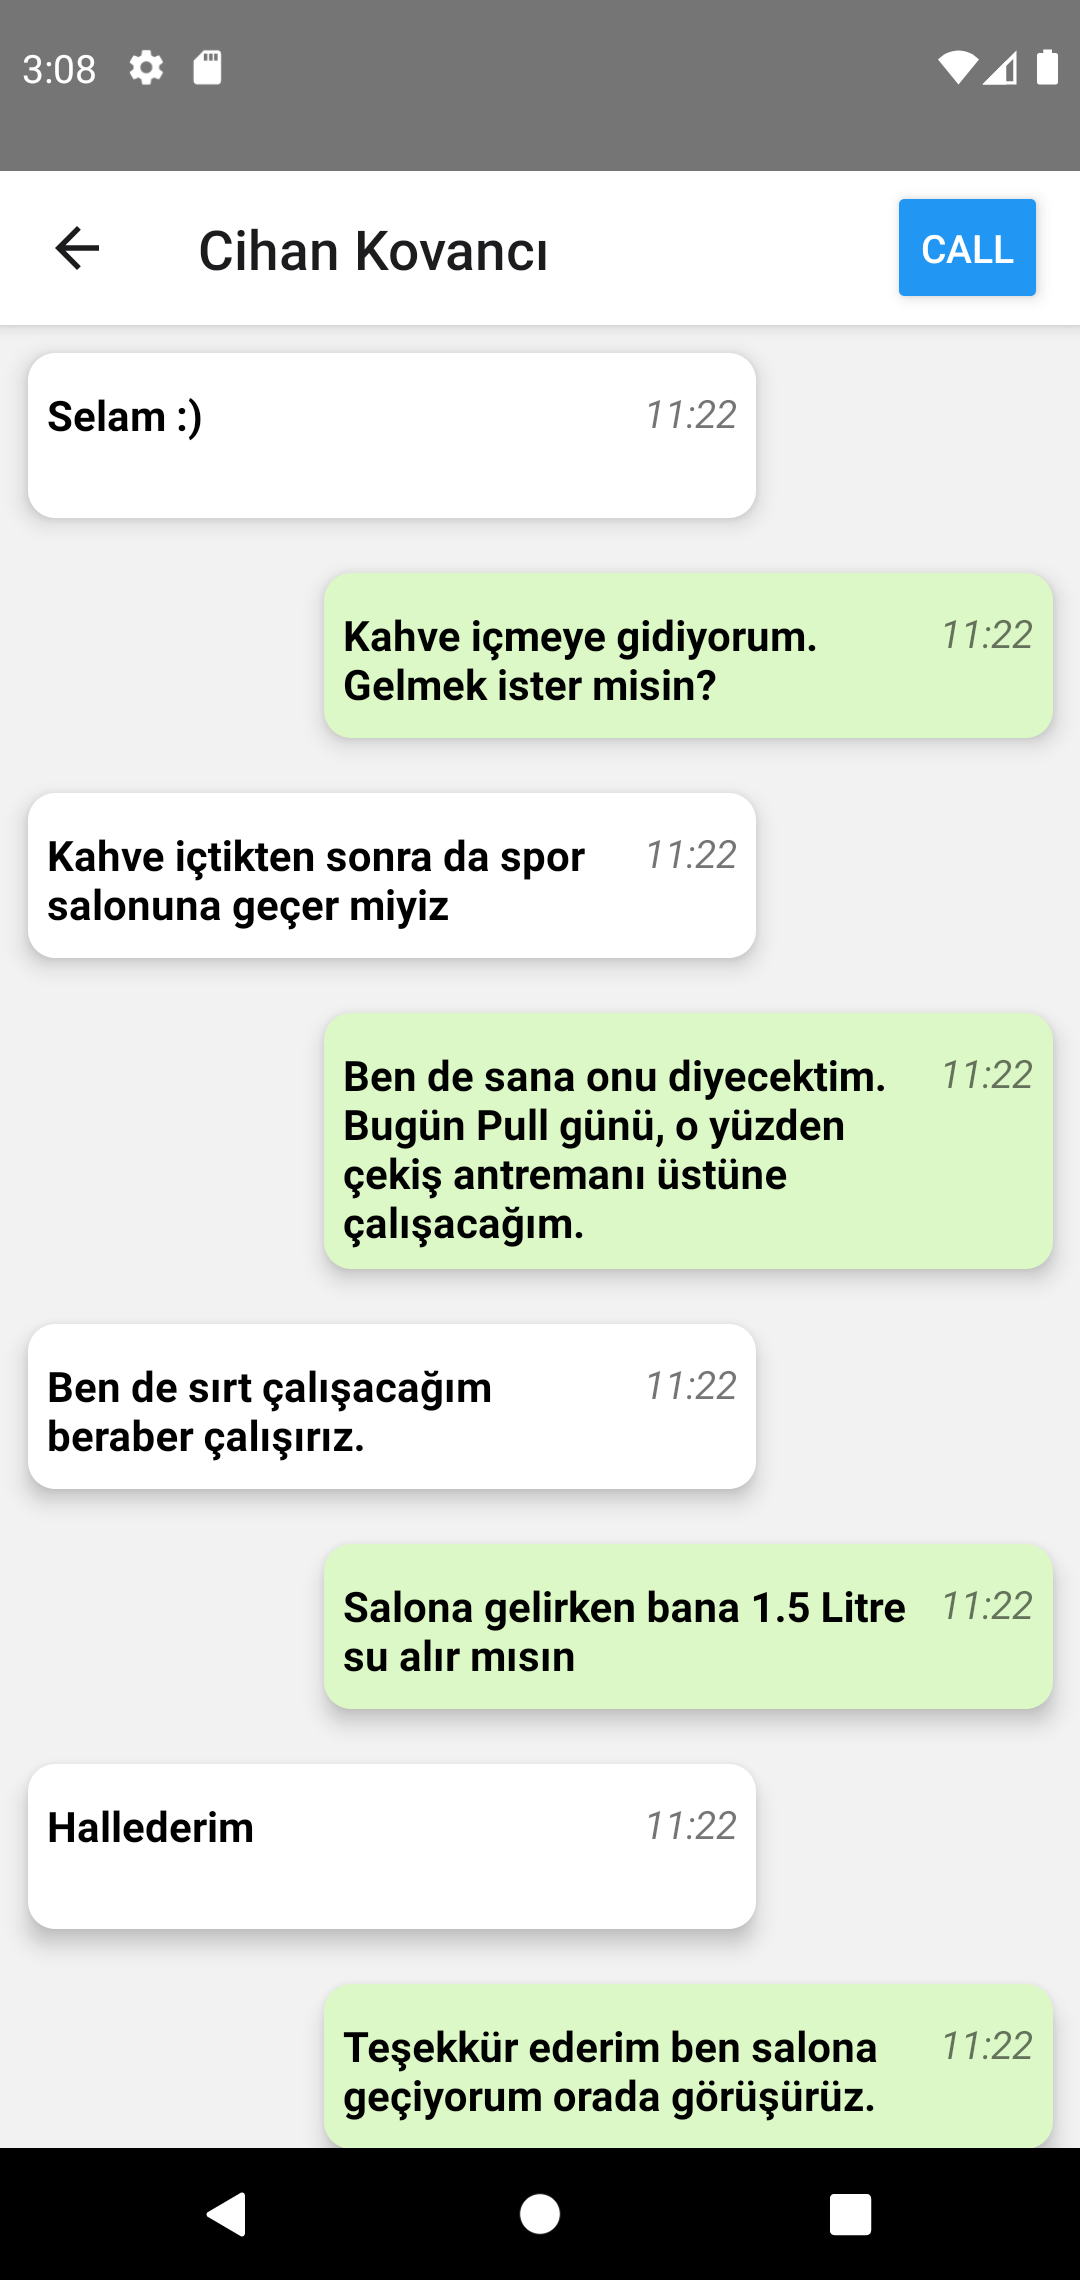 3:08
Cihan Kovancı
CALL
Selam :)
11:22
Kahve içmeye gidiyorum.
11:22
Gelmek ister misin?
Kahve içtikten sonra da spor
11:22
salonuna geçer miyiz
Ben de sana onu diyecektim.
11:22
Bugün Pull günü, o yüzden
çekiş antremanı üstüne
çalışacağım.
Ben de sırt çalışacağım
11:22
beraber çalışırız.
Salona gelirken bana 1.5 Litre
11:22
su alır mısın
Hallederim
11:22
Teşekkür ederim ben salona
11:22
geçiyorum orada görüşürüz.